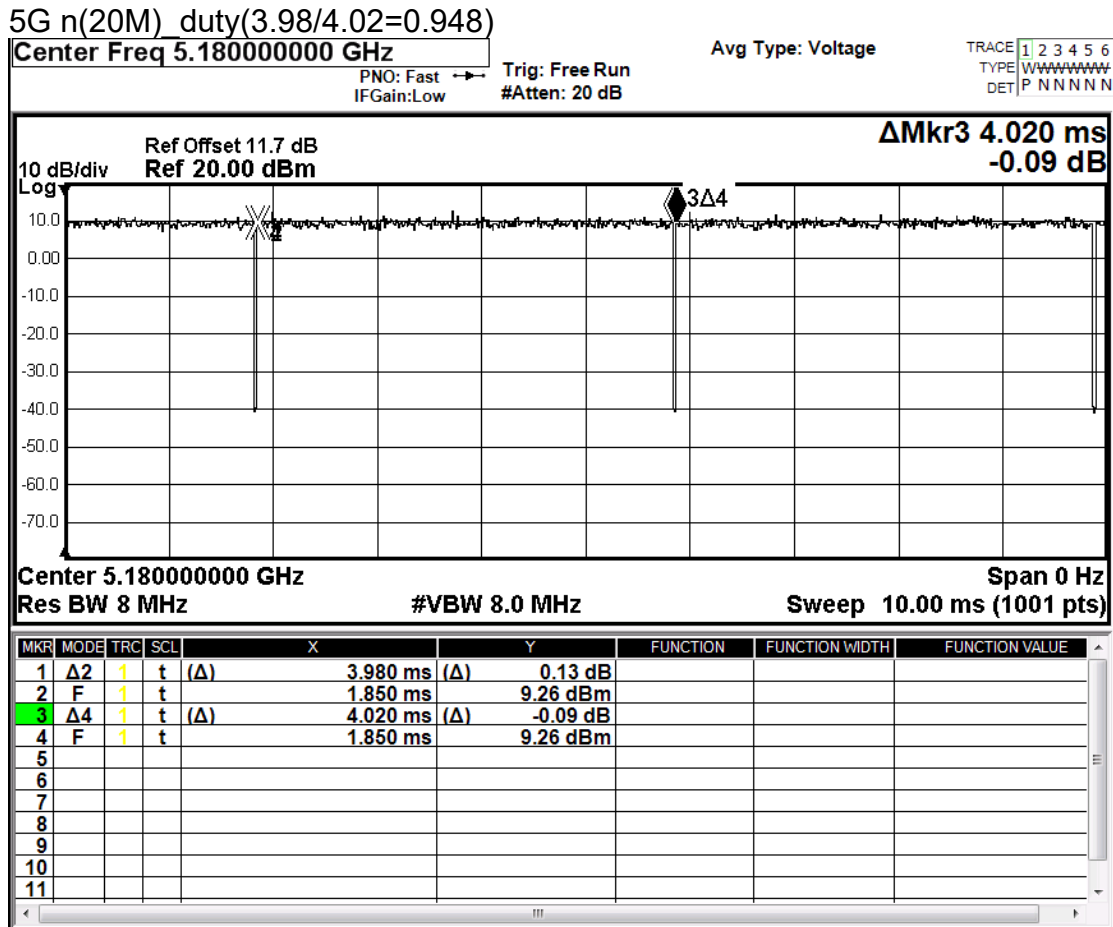 5G n(20M)_duty(3.98/4.02=0.948)
Center Freq 5.180000000 GHz
Avg Type: Voltage
TRACE 1 2 3 4 5 6
PNO: Fast
Trig: Free Run
TYPE WWWWWWW
IFGain:Low
#Atten: 20 dB
DET P N N N N N
ΔMkr3 4.020 ms
-0.09 dB
Ref Offset 11.7 dB
10 dB/div Ref 20.00 dBm
Log
3Δ4
10.0
0.00
-10.0
-20.0
-30.0
-40.0
-50.0
-60.0
-70.0
Center 5.180000000 GHz Span 0 Hz
Res BW 8 MHz #VBW 8.0 MHz Sweep 10.00 ms (1001 pts)
MKR MODE TRC SCL X Y FUNCTION FUNCTION WIDTH FUNCTION VALUE
1 Δ2 1 t (Δ) 3.980 ms (Δ) 0.13 dB
2 F 1 t 1.850 ms 9.26 dBm
3 Δ4 1 t (Δ) 4.020 ms (Δ) -0.09 dB
4 F 1 t 1.850 ms 9.26 dBm
5
6
7
8
9
10
11